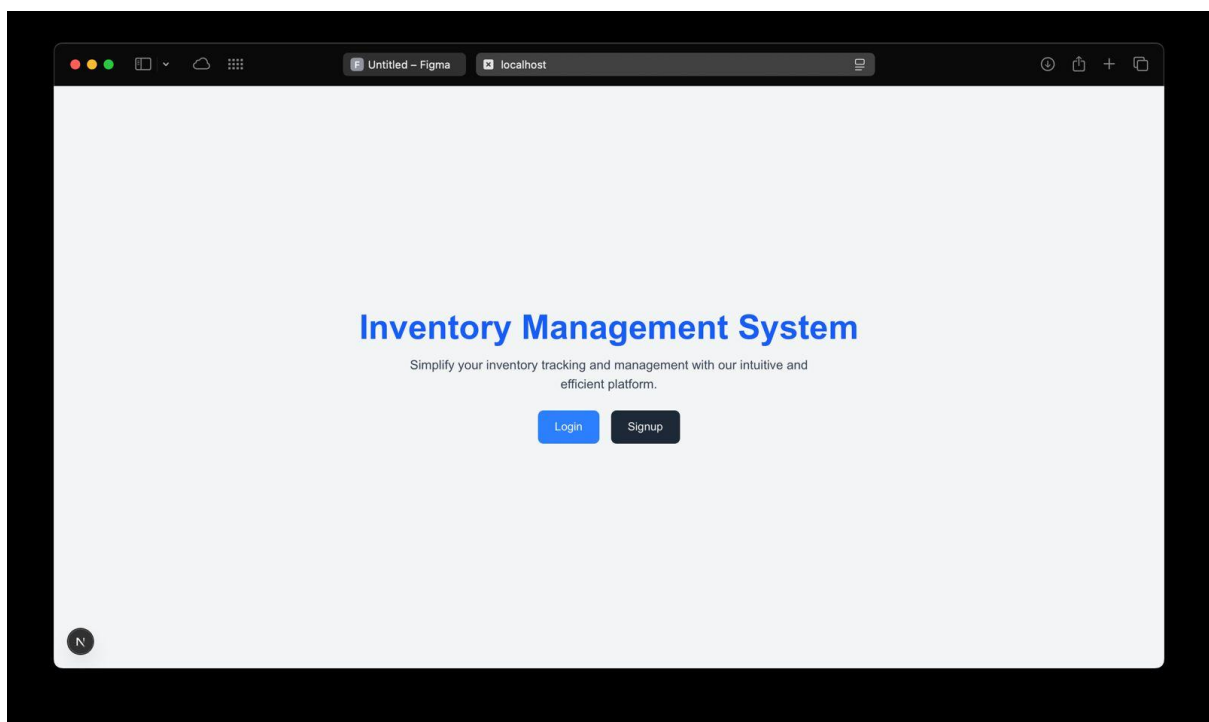 F Untitled – Figma
localhost
Inventory Management System
Simplify your inventory tracking and management with our intuitive and
efficient platform.
Login
Signup
N